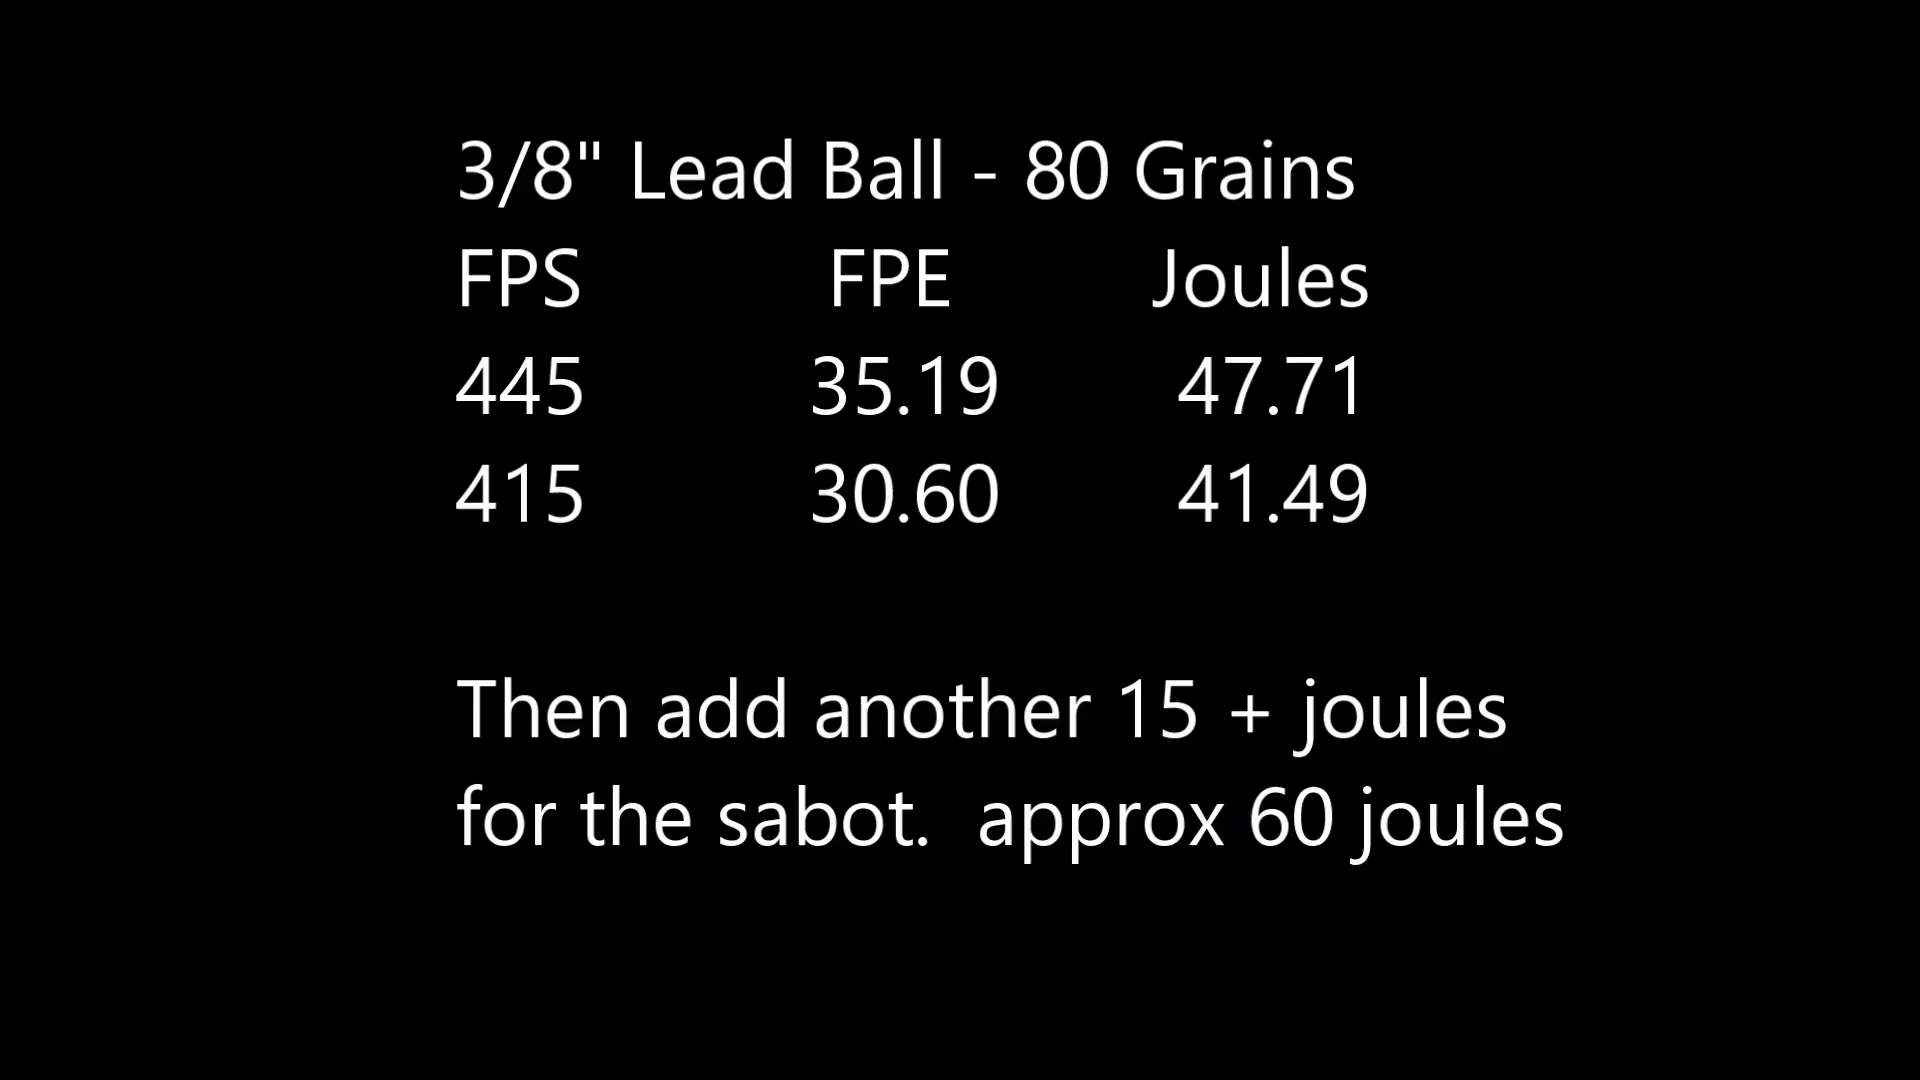 3/8" Lead Ball - 80 Grains
FPS FPE Joules
445 35.19 47.71
415 30.60 41.49
Then add another 15 + joules
for the sabot. approx 60 joules